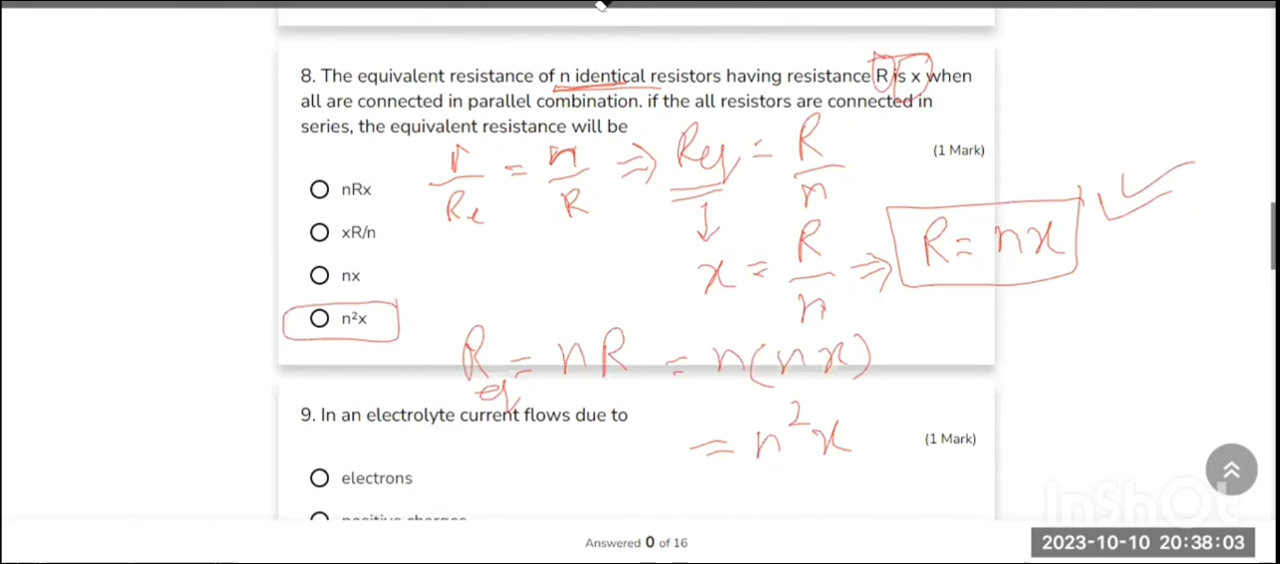 8. The equivalent resistance of n identical resistors having resistance R is x when
all are connected in parallel combination. if the all resistors are connected in
series, the equivalent resistance will be
(1 Mark)
1/Re = n/R ⇒ Req = R/n
nRx
xR/n
↓
x = R/n ⇒ R = nx
nx
n²x
Req = nR = n(nx)
= n²x
9. In an electrolyte current flows due to
(1 Mark)
electrons
positive charges
Answered 0 of 16
InShOt
2023-10-10 20:38:03